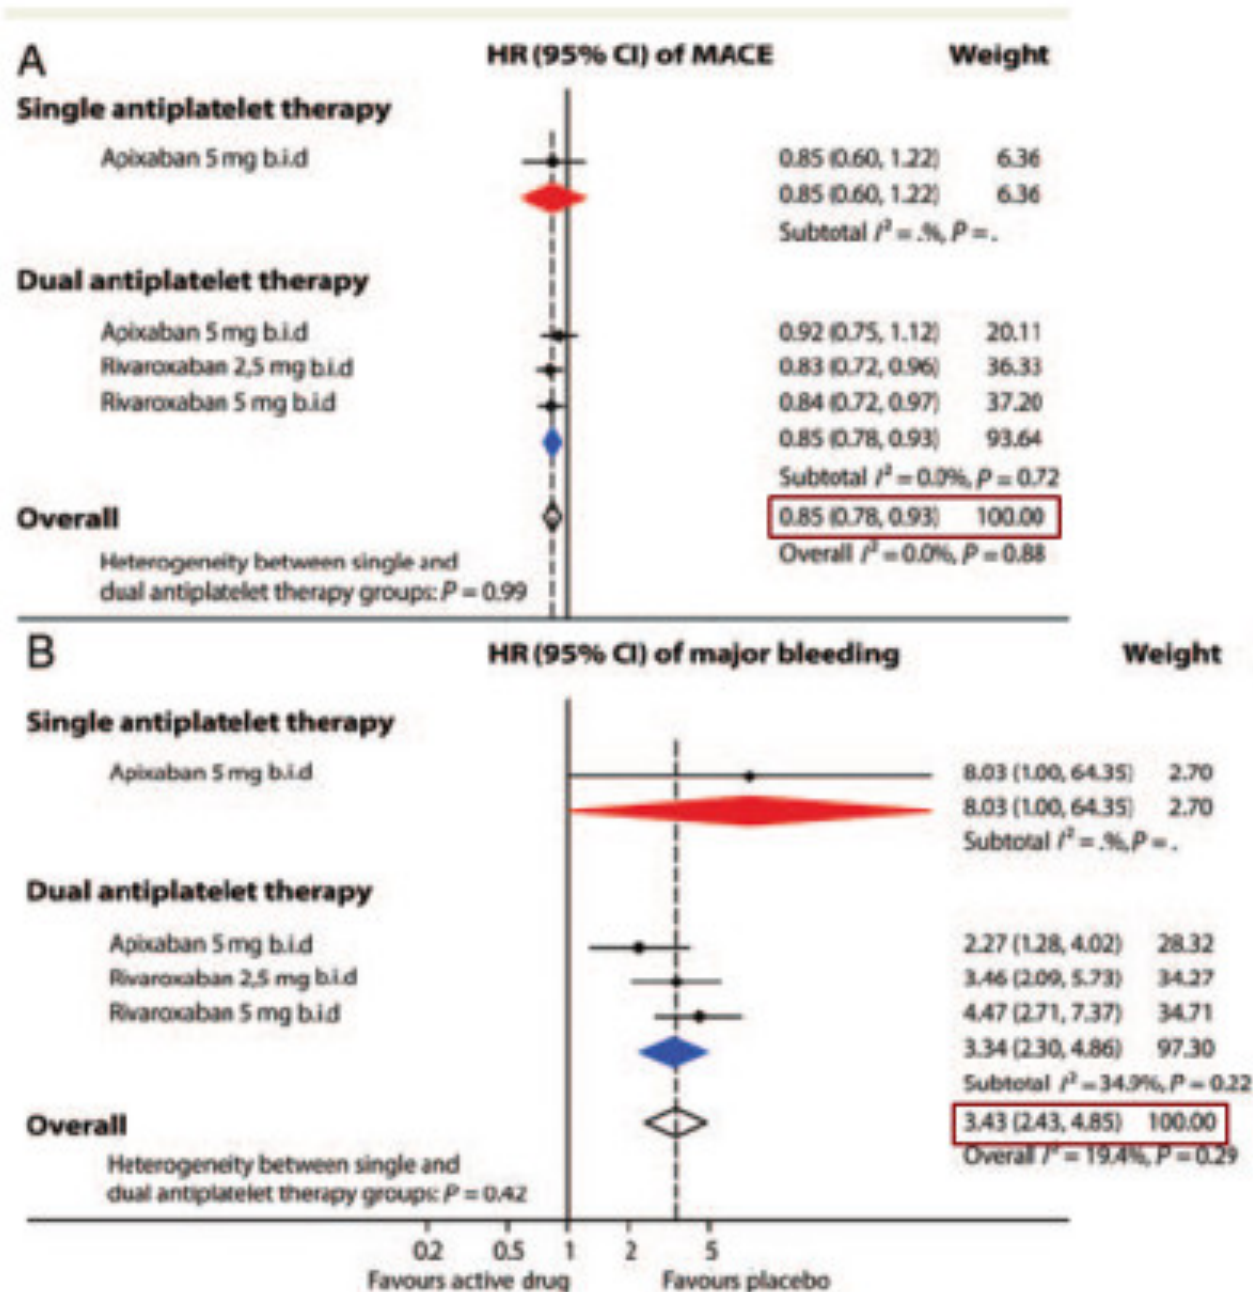 A
HR (95% CI) of MACE Weight
Single antiplatelet therapy
Apixaban 5 mg b.i.d 0.85 (0.60, 1.22) 6.36
0.85 (0.60, 1.22) 6.36
Subtotal I² = .%, P = .
Dual antiplatelet therapy
Apixaban 5 mg b.i.d 0.92 (0.75, 1.12) 20.11
Rivaroxaban 2,5 mg b.i.d 0.83 (0.72, 0.96) 36.33
Rivaroxaban 5 mg b.i.d 0.84 (0.72, 0.97) 37.20
0.85 (0.78, 0.93) 93.64
Subtotal I² = 0.0%, P = 0.72
Overall 0.85 (0.78, 0.93) 100.00
Overall I² = 0.0%, P = 0.88
Heterogeneity between single and
dual antiplatelet therapy groups: P = 0.99
B
HR (95% CI) of major bleeding Weight
Single antiplatelet therapy
Apixaban 5 mg b.i.d 8.03 (1.00, 64.35) 2.70
8.03 (1.00, 64.35) 2.70
Subtotal I² = .%, P = .
Dual antiplatelet therapy
Apixaban 5 mg b.i.d 2.27 (1.28, 4.02) 28.32
Rivaroxaban 2,5 mg b.i.d 3.46 (2.09, 5.73) 34.27
Rivaroxaban 5 mg b.i.d 4.47 (2.71, 7.37) 34.71
3.34 (2.30, 4.86) 97.30
Subtotal I² = 34.9%, P = 0.22
Overall 3.43 (2.43, 4.85) 100.00
Overall I² = 19.4%, P = 0.29
Heterogeneity between single and
dual antiplatelet therapy groups: P = 0.42
0.2 0.5 1 2 5
Favours active drug Favours placebo